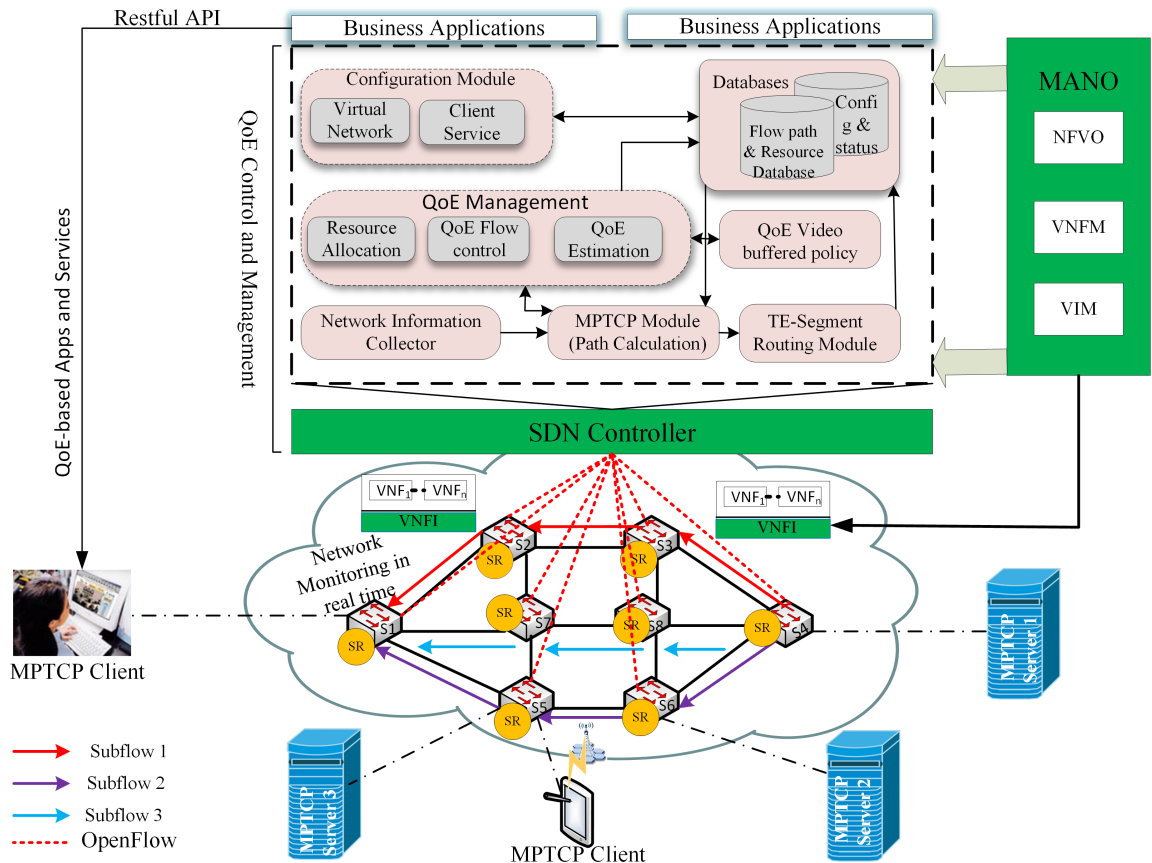 Restful API
Business Applications
Business Applications
QoE Control and Management
QoE-based Apps and Services
Configuration Module
Virtual
Network
Client
Service
Databases
Confi
g &
status
Flow path
& Resource
Database
QoE Management
Resource
Allocation
QoE Flow
control
QoE
Estimation
QoE Video
buffered policy
Network Information
Collector
MPTCP Module
(Path Calculation)
TE-Segment
Routing Module
MANO
NFVO
VNFM
VIM
SDN Controller
VNF1
VNFn
VNFI
VNF1
VNFn
VNFI
Network
Monitoring in
real time
S2
SR
S3
SR
S1
SR
S7
SR
S8
SR
S4
SR
S5
SR
S6
SR
MPTCP Client
MPTCP
Server 1
MPTCP
Server 2
MPTCP
Server 3
MPTCP Client
Subflow 1
Subflow 2
Subflow 3
OpenFlow